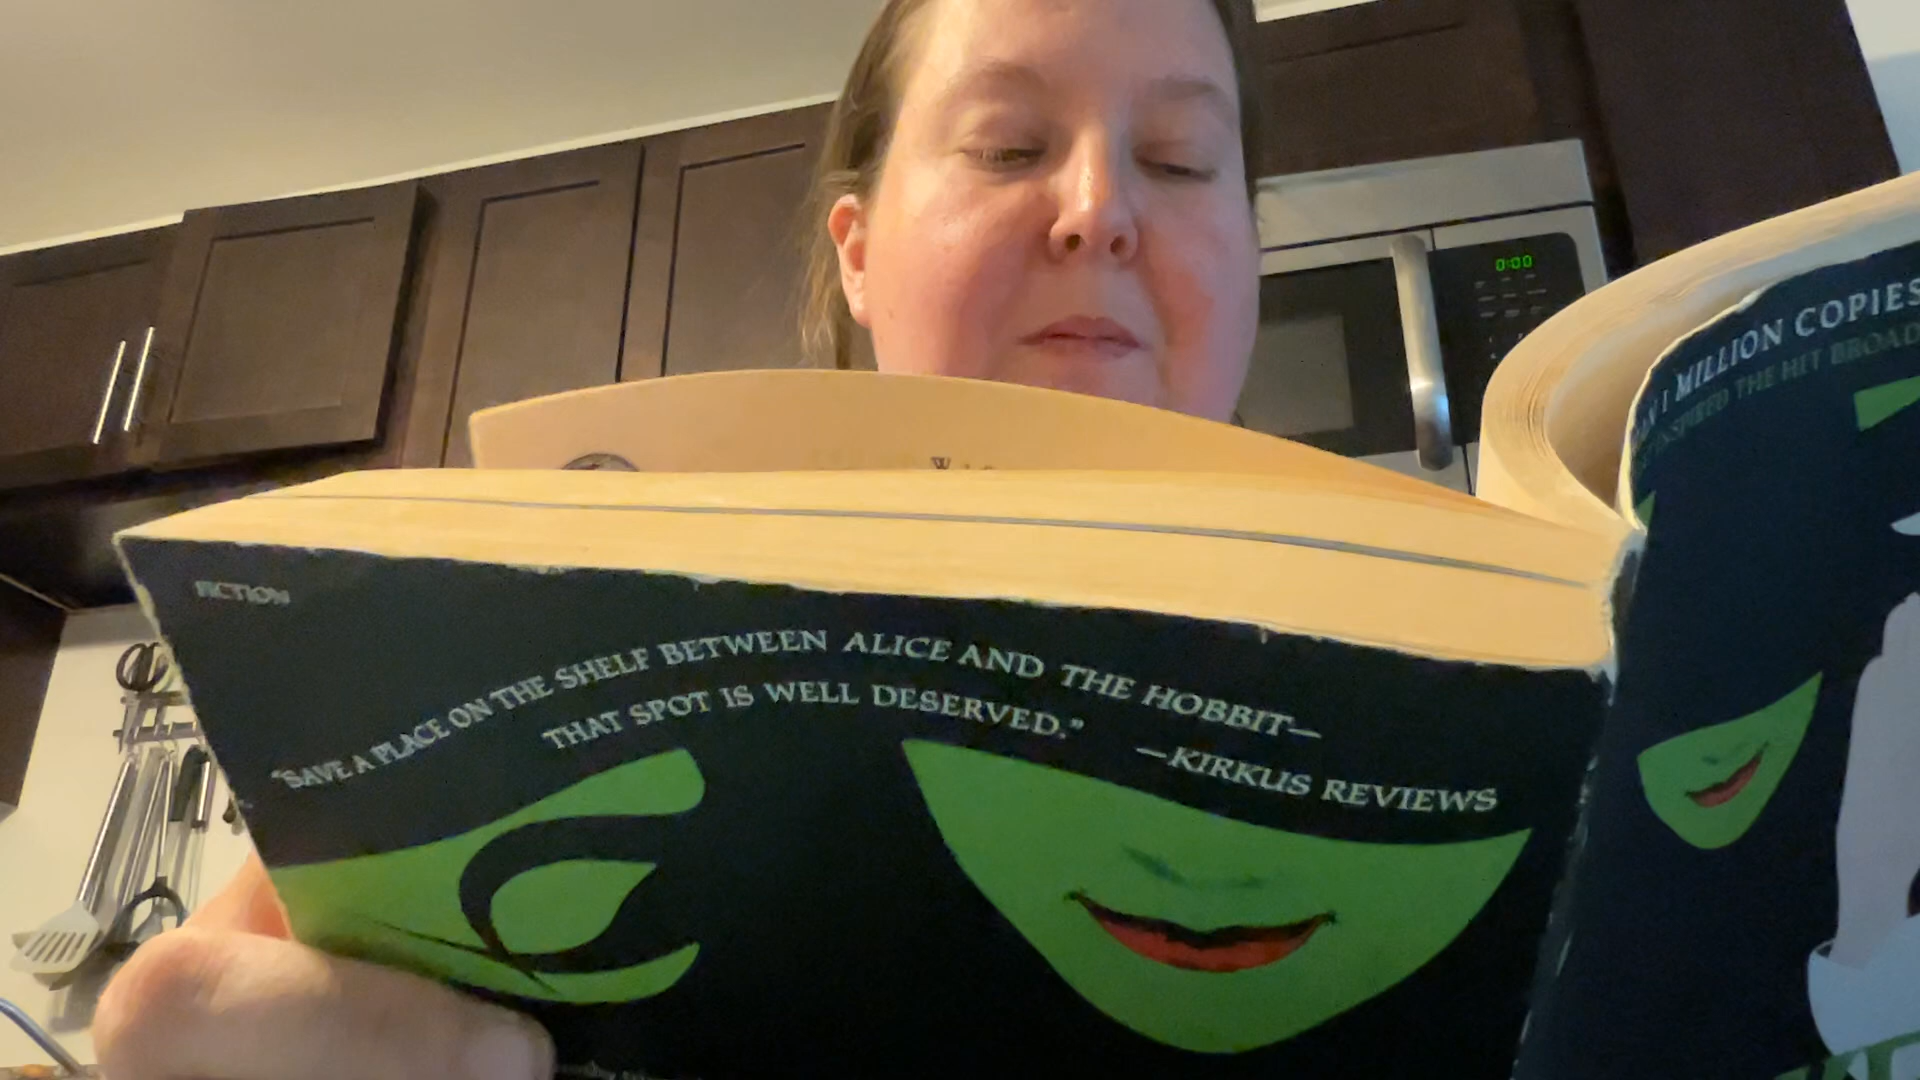 FICTION
"SAVE A PLACE ON THE SHELF BETWEEN ALICE AND THE HOBBIT—
THAT SPOT IS WELL DESERVED."
—KIRKUS REVIEWS
1 MILLION COPIES
INSPIRED THE HIT
0:00